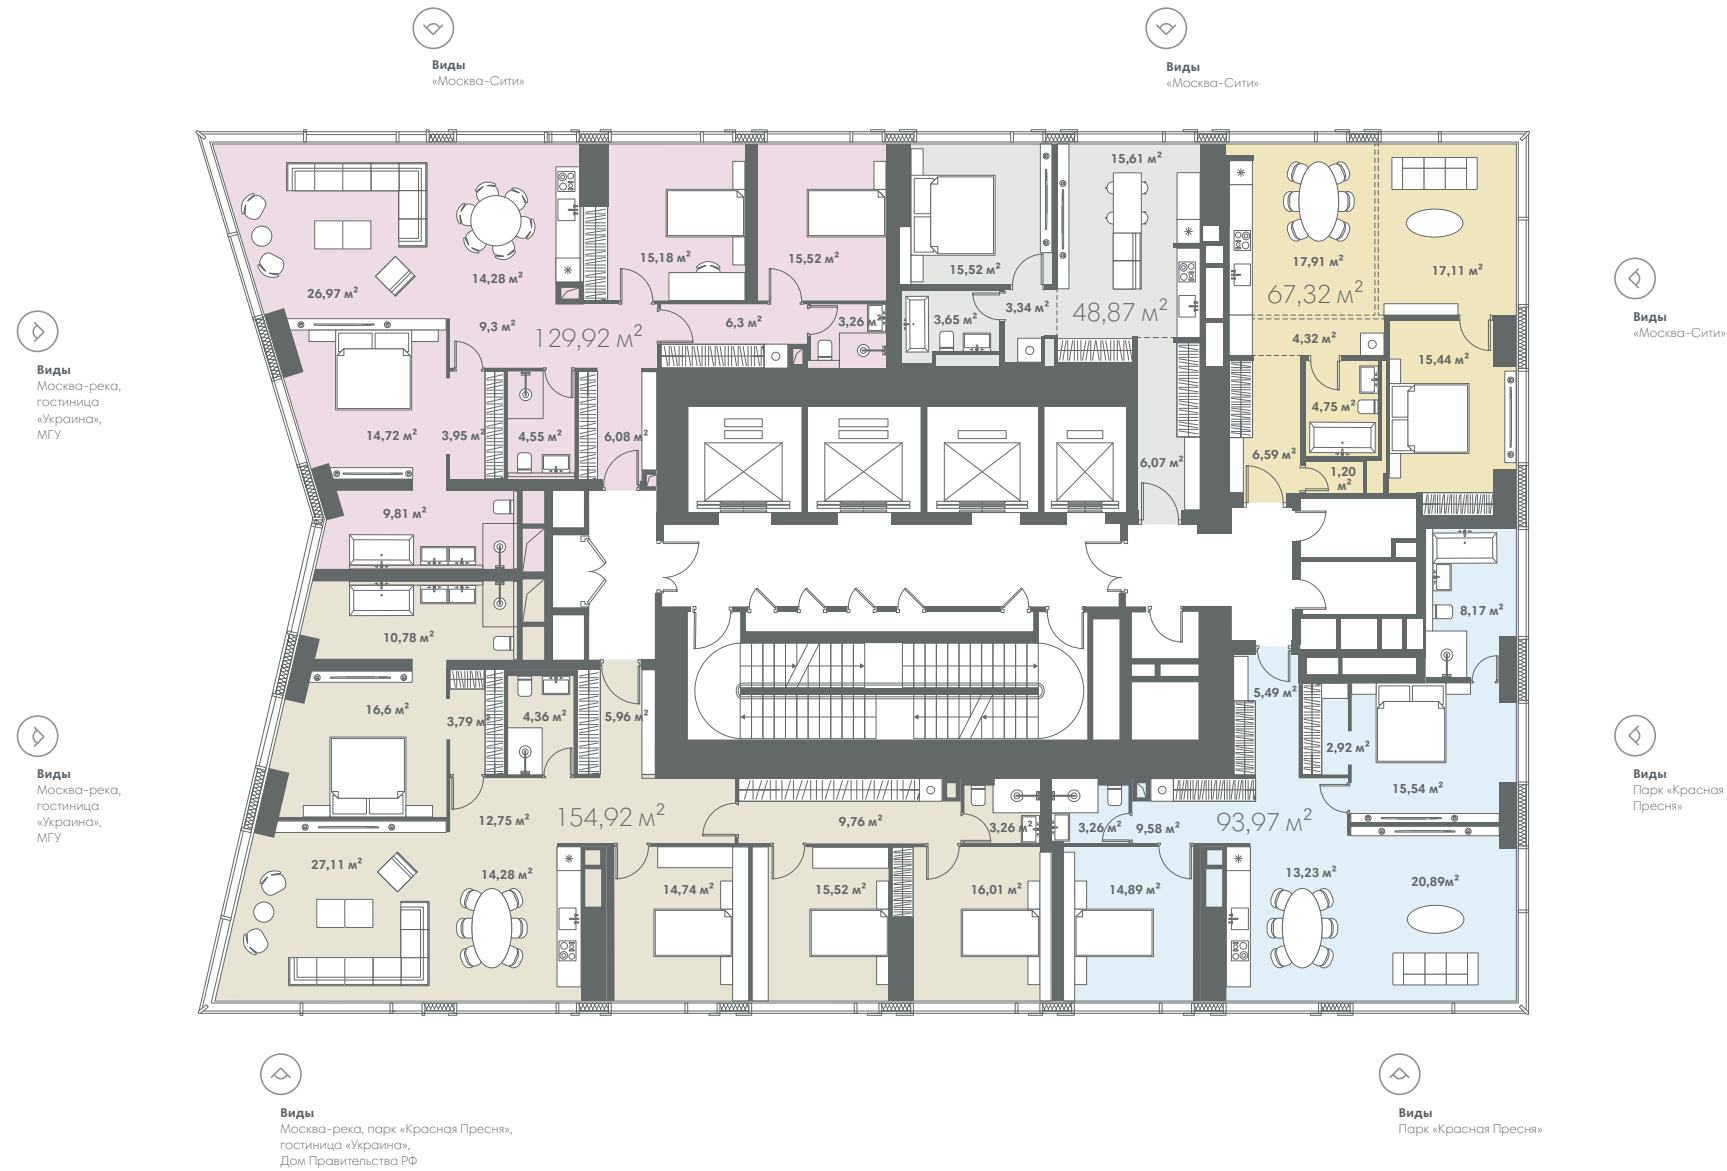 Виды
«Москва-Сити»
Виды
«Москва-Сити»
Виды
Москва-река,
гостиница
«Украина»,
МГУ
Виды
«Москва-Сити»
26,97 м²
14,28 м²
15,18 м²
15,52 м²
15,52 м²
15,61 м²
17,91 м²
17,11 м²
9,3 м²
129,92 м²
6,3 м²
3,26 м²
3,65 м²
3,34 м²
48,87 м²
67,32 м²
4,32 м²
15,44 м²
14,72 м²
3,95 м²
4,55 м²
6,08 м²
6,07 м²
6,59 м²
4,75 м²
1,20
м²
9,81 м²
10,78 м²
8,17 м²
16,6 м²
3,79 м²
4,36 м²
5,96 м²
5,49 м²
2,92 м²
15,54 м²
12,75 м²
154,92 м²
9,76 м²
3,26 м²
3,26 м²
9,58 м²
93,97 м²
27,11 м²
14,28 м²
14,74 м²
15,52 м²
16,01 м²
14,89 м²
13,23 м²
20,89м²
Виды
Москва-река,
гостиница
«Украина»,
МГУ
Виды
Парк «Красная
Пресня»
Виды
Москва-река, парк «Красная Пресня»,
гостиница «Украина»,
Дом Правительства РФ
Виды
Парк «Красная Пресня»